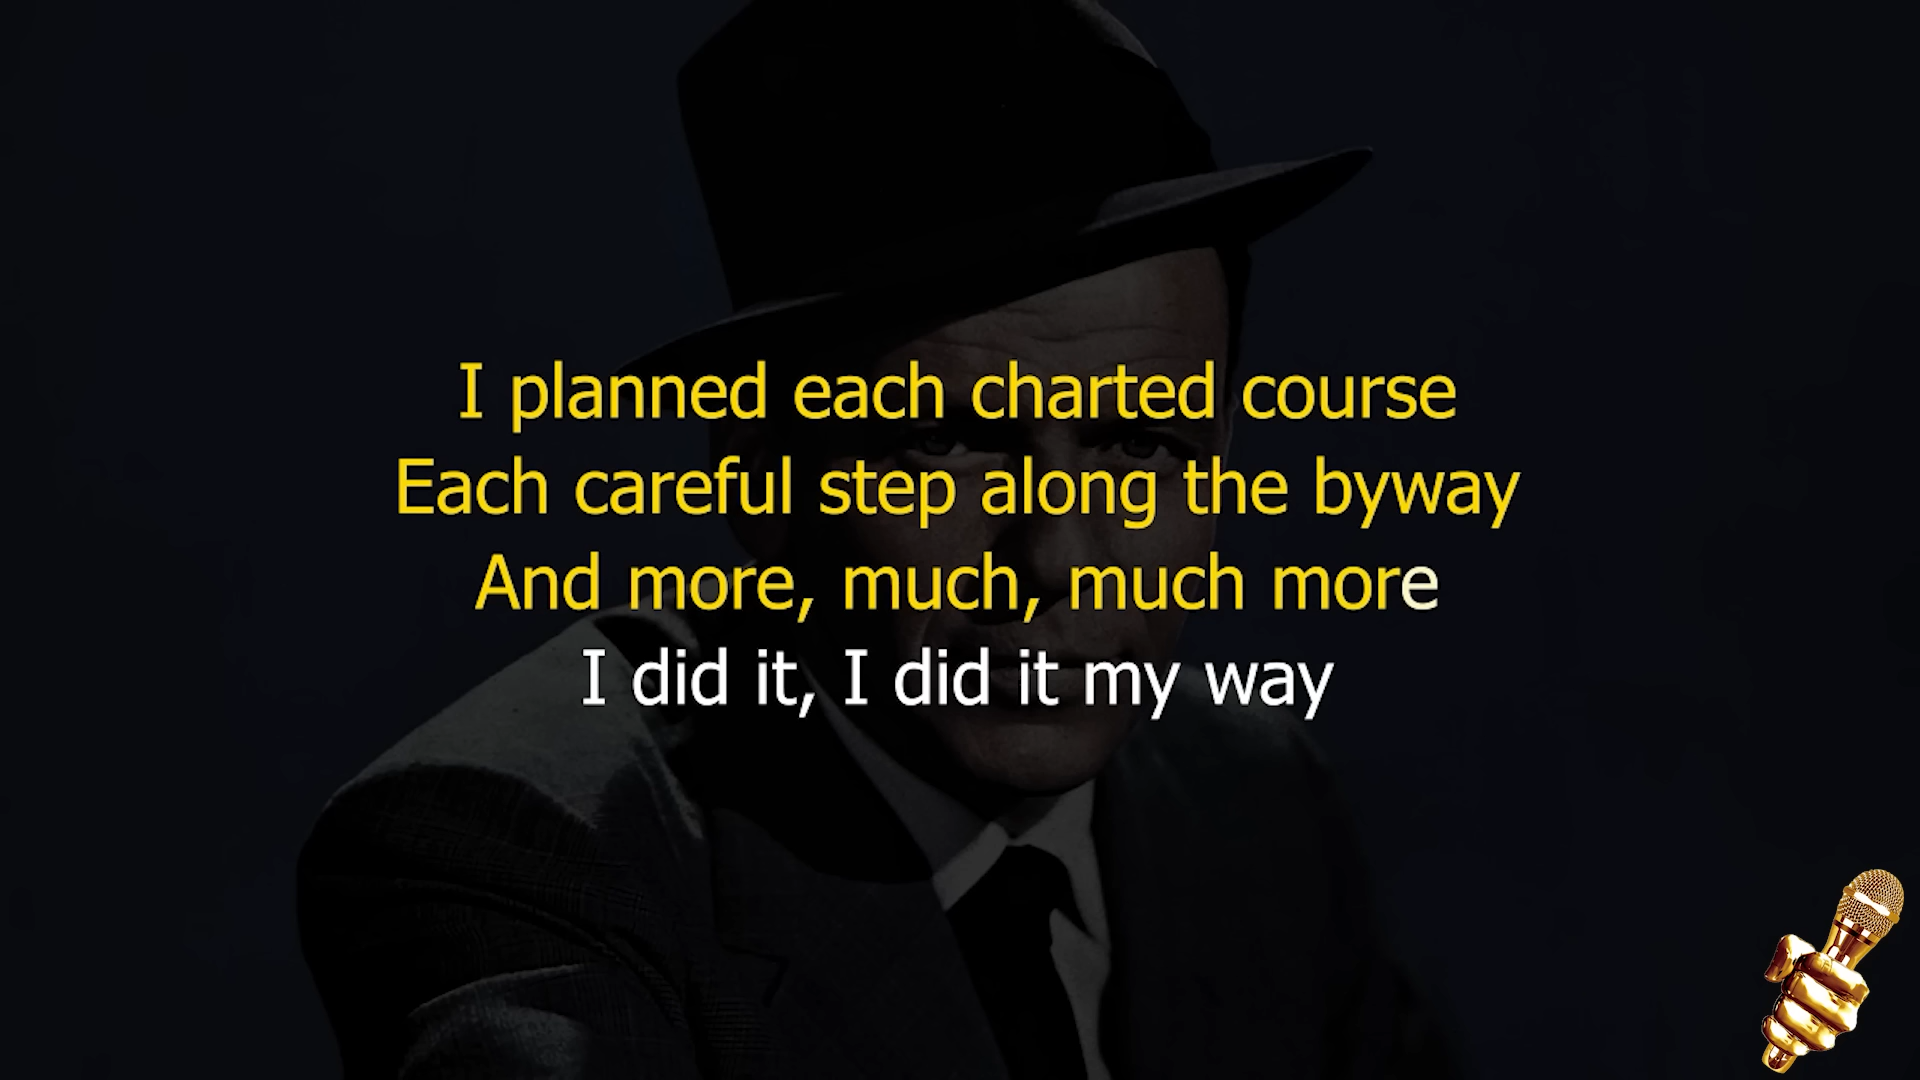 I planned each charted course
Each careful step along the byway
And more, much, much more
I did it, I did it my way